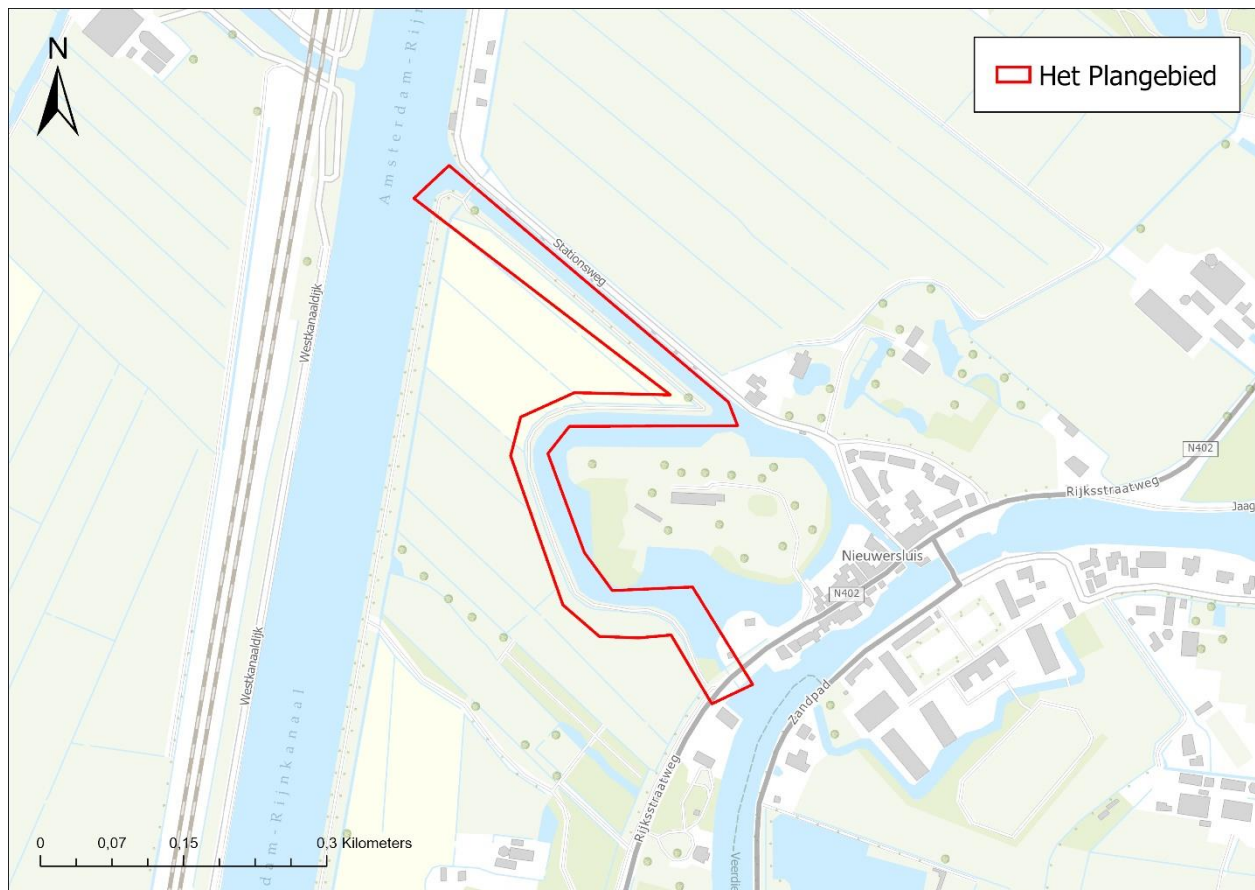 N
Het Plangebied
Amsterdam-Rij
Stationsweg
Westkanaaldijk
N402
Rijksstraatweg
Jaag
Nieuwersluis
N402
Westkanaaldijk
Zandpad
dam-Rijnkanaal
Rijksstraatweg
Veerdie
0 0,07 0,15 0,3 Kilometers